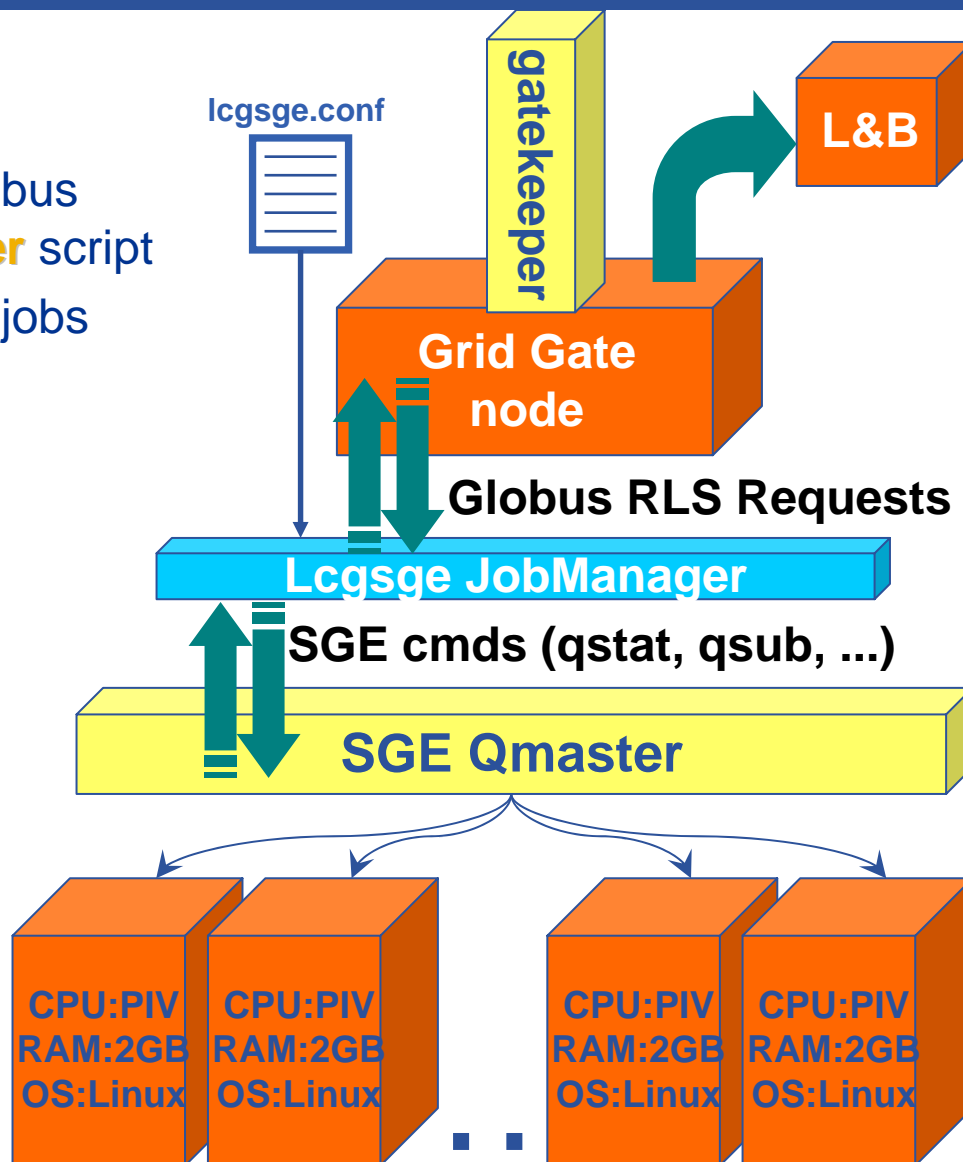 lcgsge.conf
gatekeeper
L&B
bus
er script
jobs
Grid Gate
node
Globus RLS Requests
Lcgsge JobManager
SGE cmds (qstat, qsub, ...)
SGE Qmaster
CPU:PIV
RAM:2GB
OS:Linux
CPU:PIV
RAM:2GB
OS:Linux
CPU:PIV
RAM:2GB
OS:Linux
CPU:PIV
RAM:2GB
OS:Linux